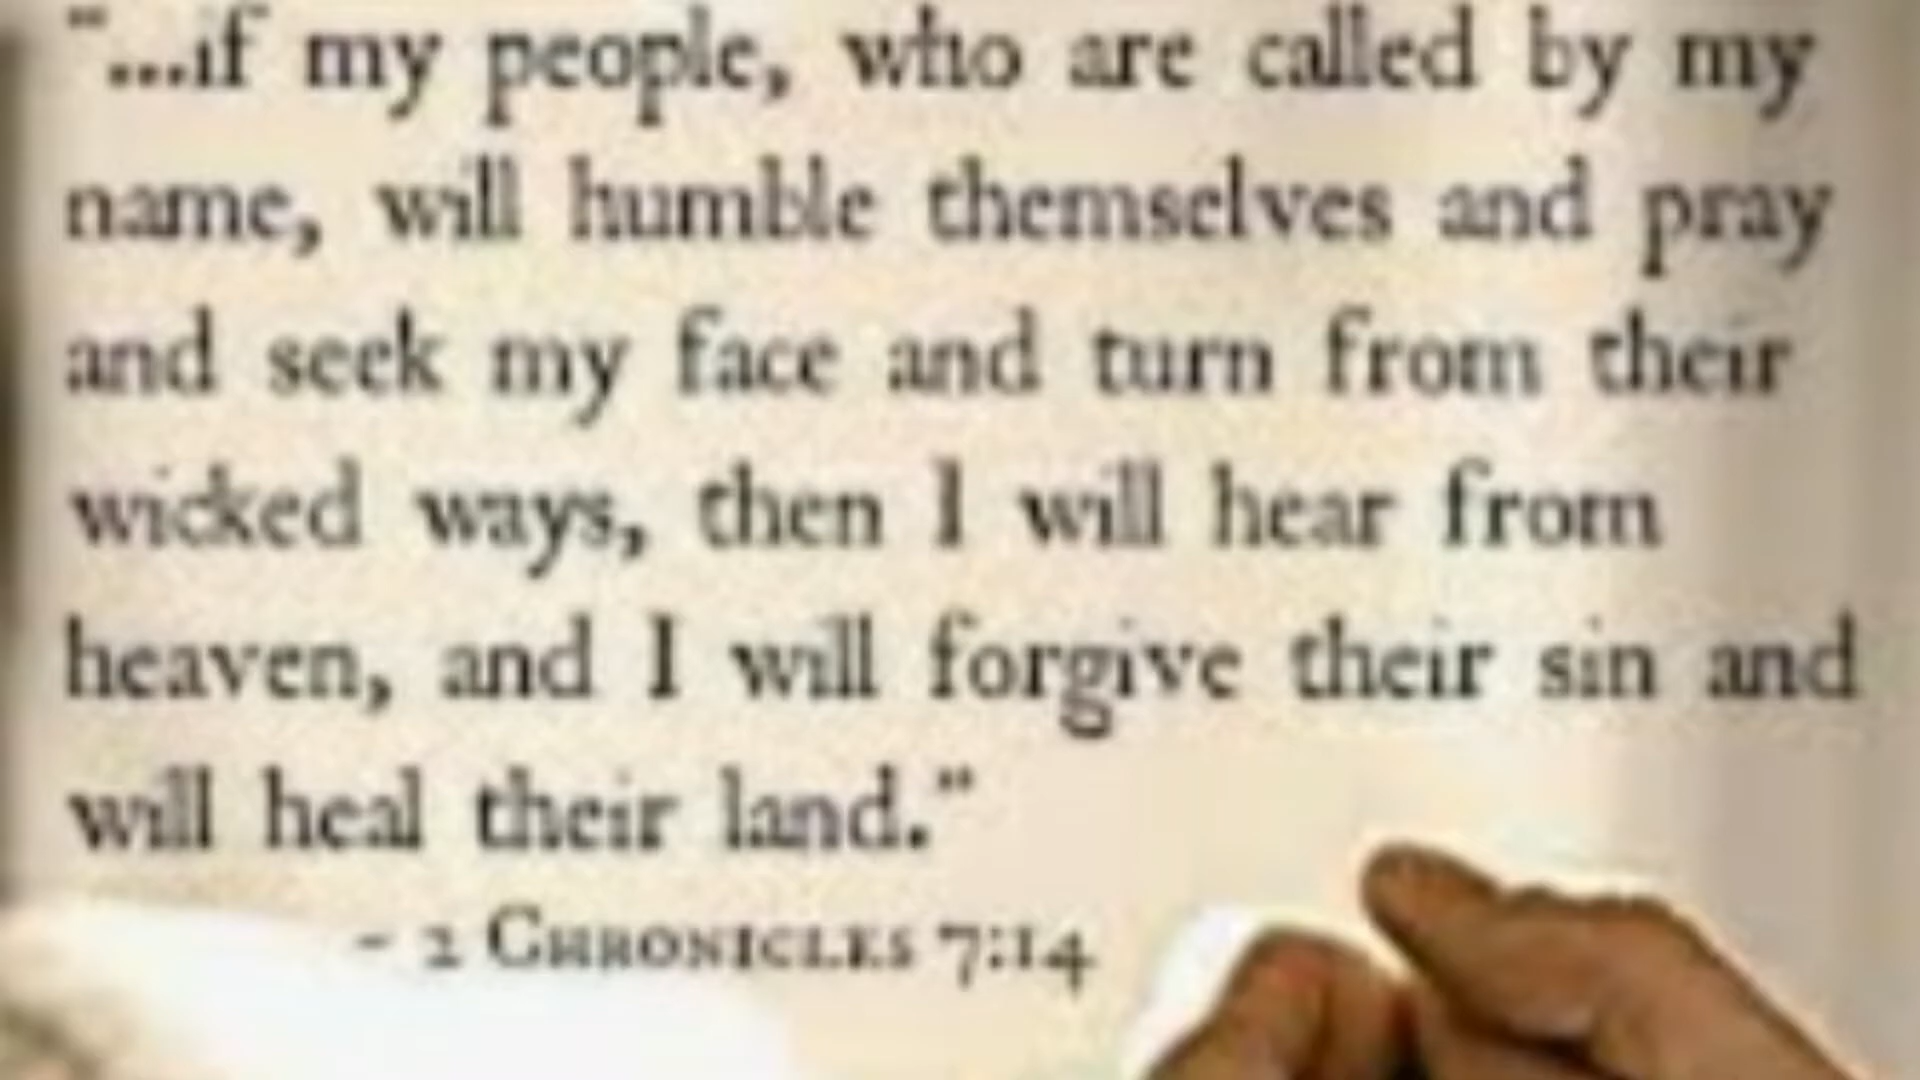 "...if my people, who are called by my
name, will humble themselves and pray
and seek my face and turn from their
wicked ways, then I will hear from
heaven, and I will forgive their sin and
will heal their land."
- 2 CHRONICLES 7:14